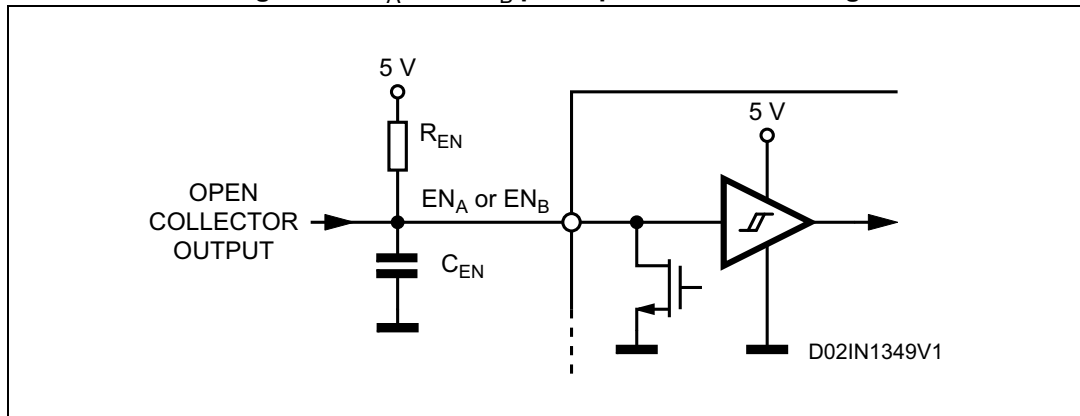 5 V
R_EN
5 V
OPEN
COLLECTOR
OUTPUT
EN_A or EN_B
C_EN
D02IN1349V1